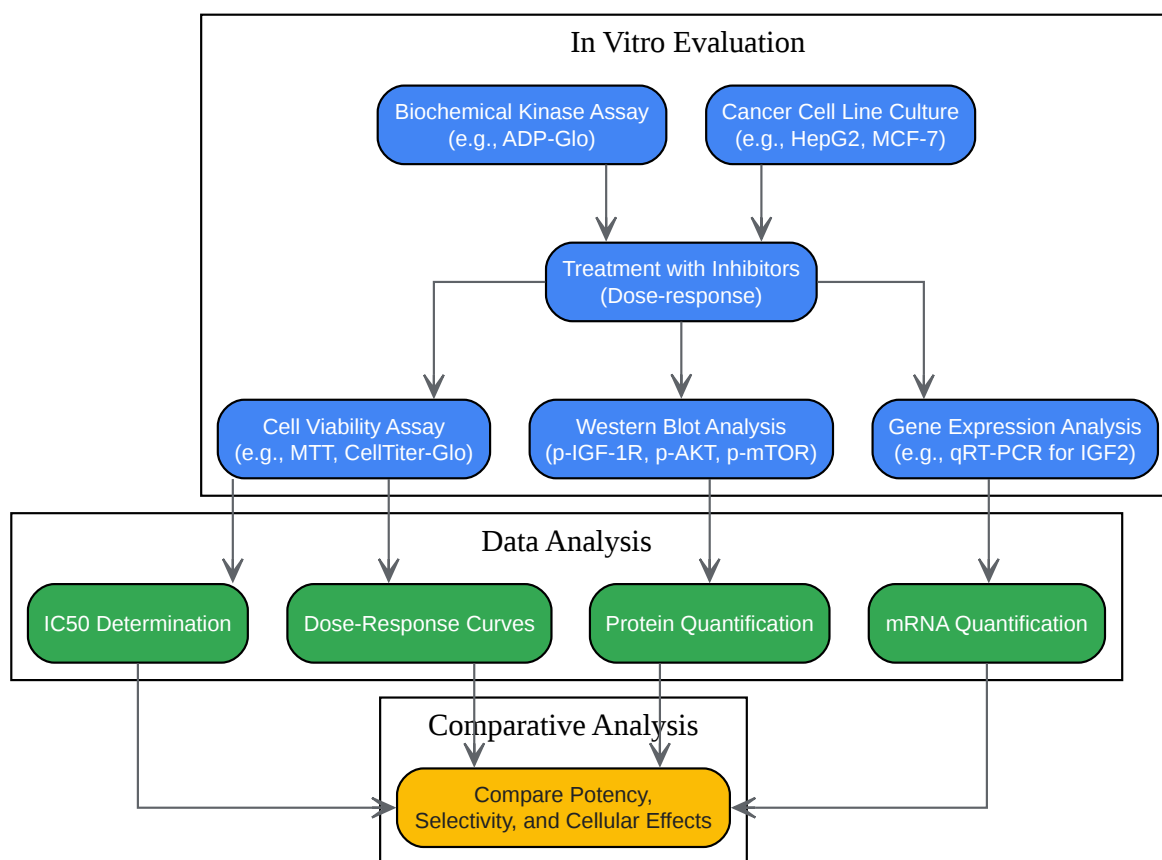 In Vitro Evaluation
Biochemical Kinase Assay
(e.g., ADP-Glo)
Cancer Cell Line Culture
(e.g., HepG2, MCF-7)
Treatment with Inhibitors
(Dose-response)
Cell Viability Assay
(e.g., MTT, CellTiter-Glo)
Western Blot Analysis
(p-IGF-1R, p-AKT, p-mTOR)
Gene Expression Analysis
(e.g., qRT-PCR for IGF2)
Data Analysis
IC50 Determination
Dose-Response Curves
Protein Quantification
mRNA Quantification
Comparative Analysis
Compare Potency,
Selectivity, and Cellular Effects